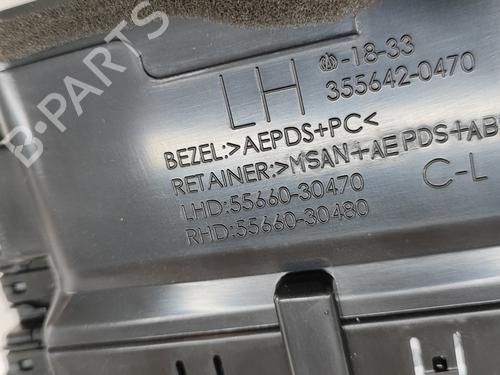 LH -18-33
355642-0470
BEZEL:>AEPDS+PC<
RETAINER:>MSAN+AEPDS+AB
LHD:55660-30470
RHD:55660-30480
C-L
B-PARTS